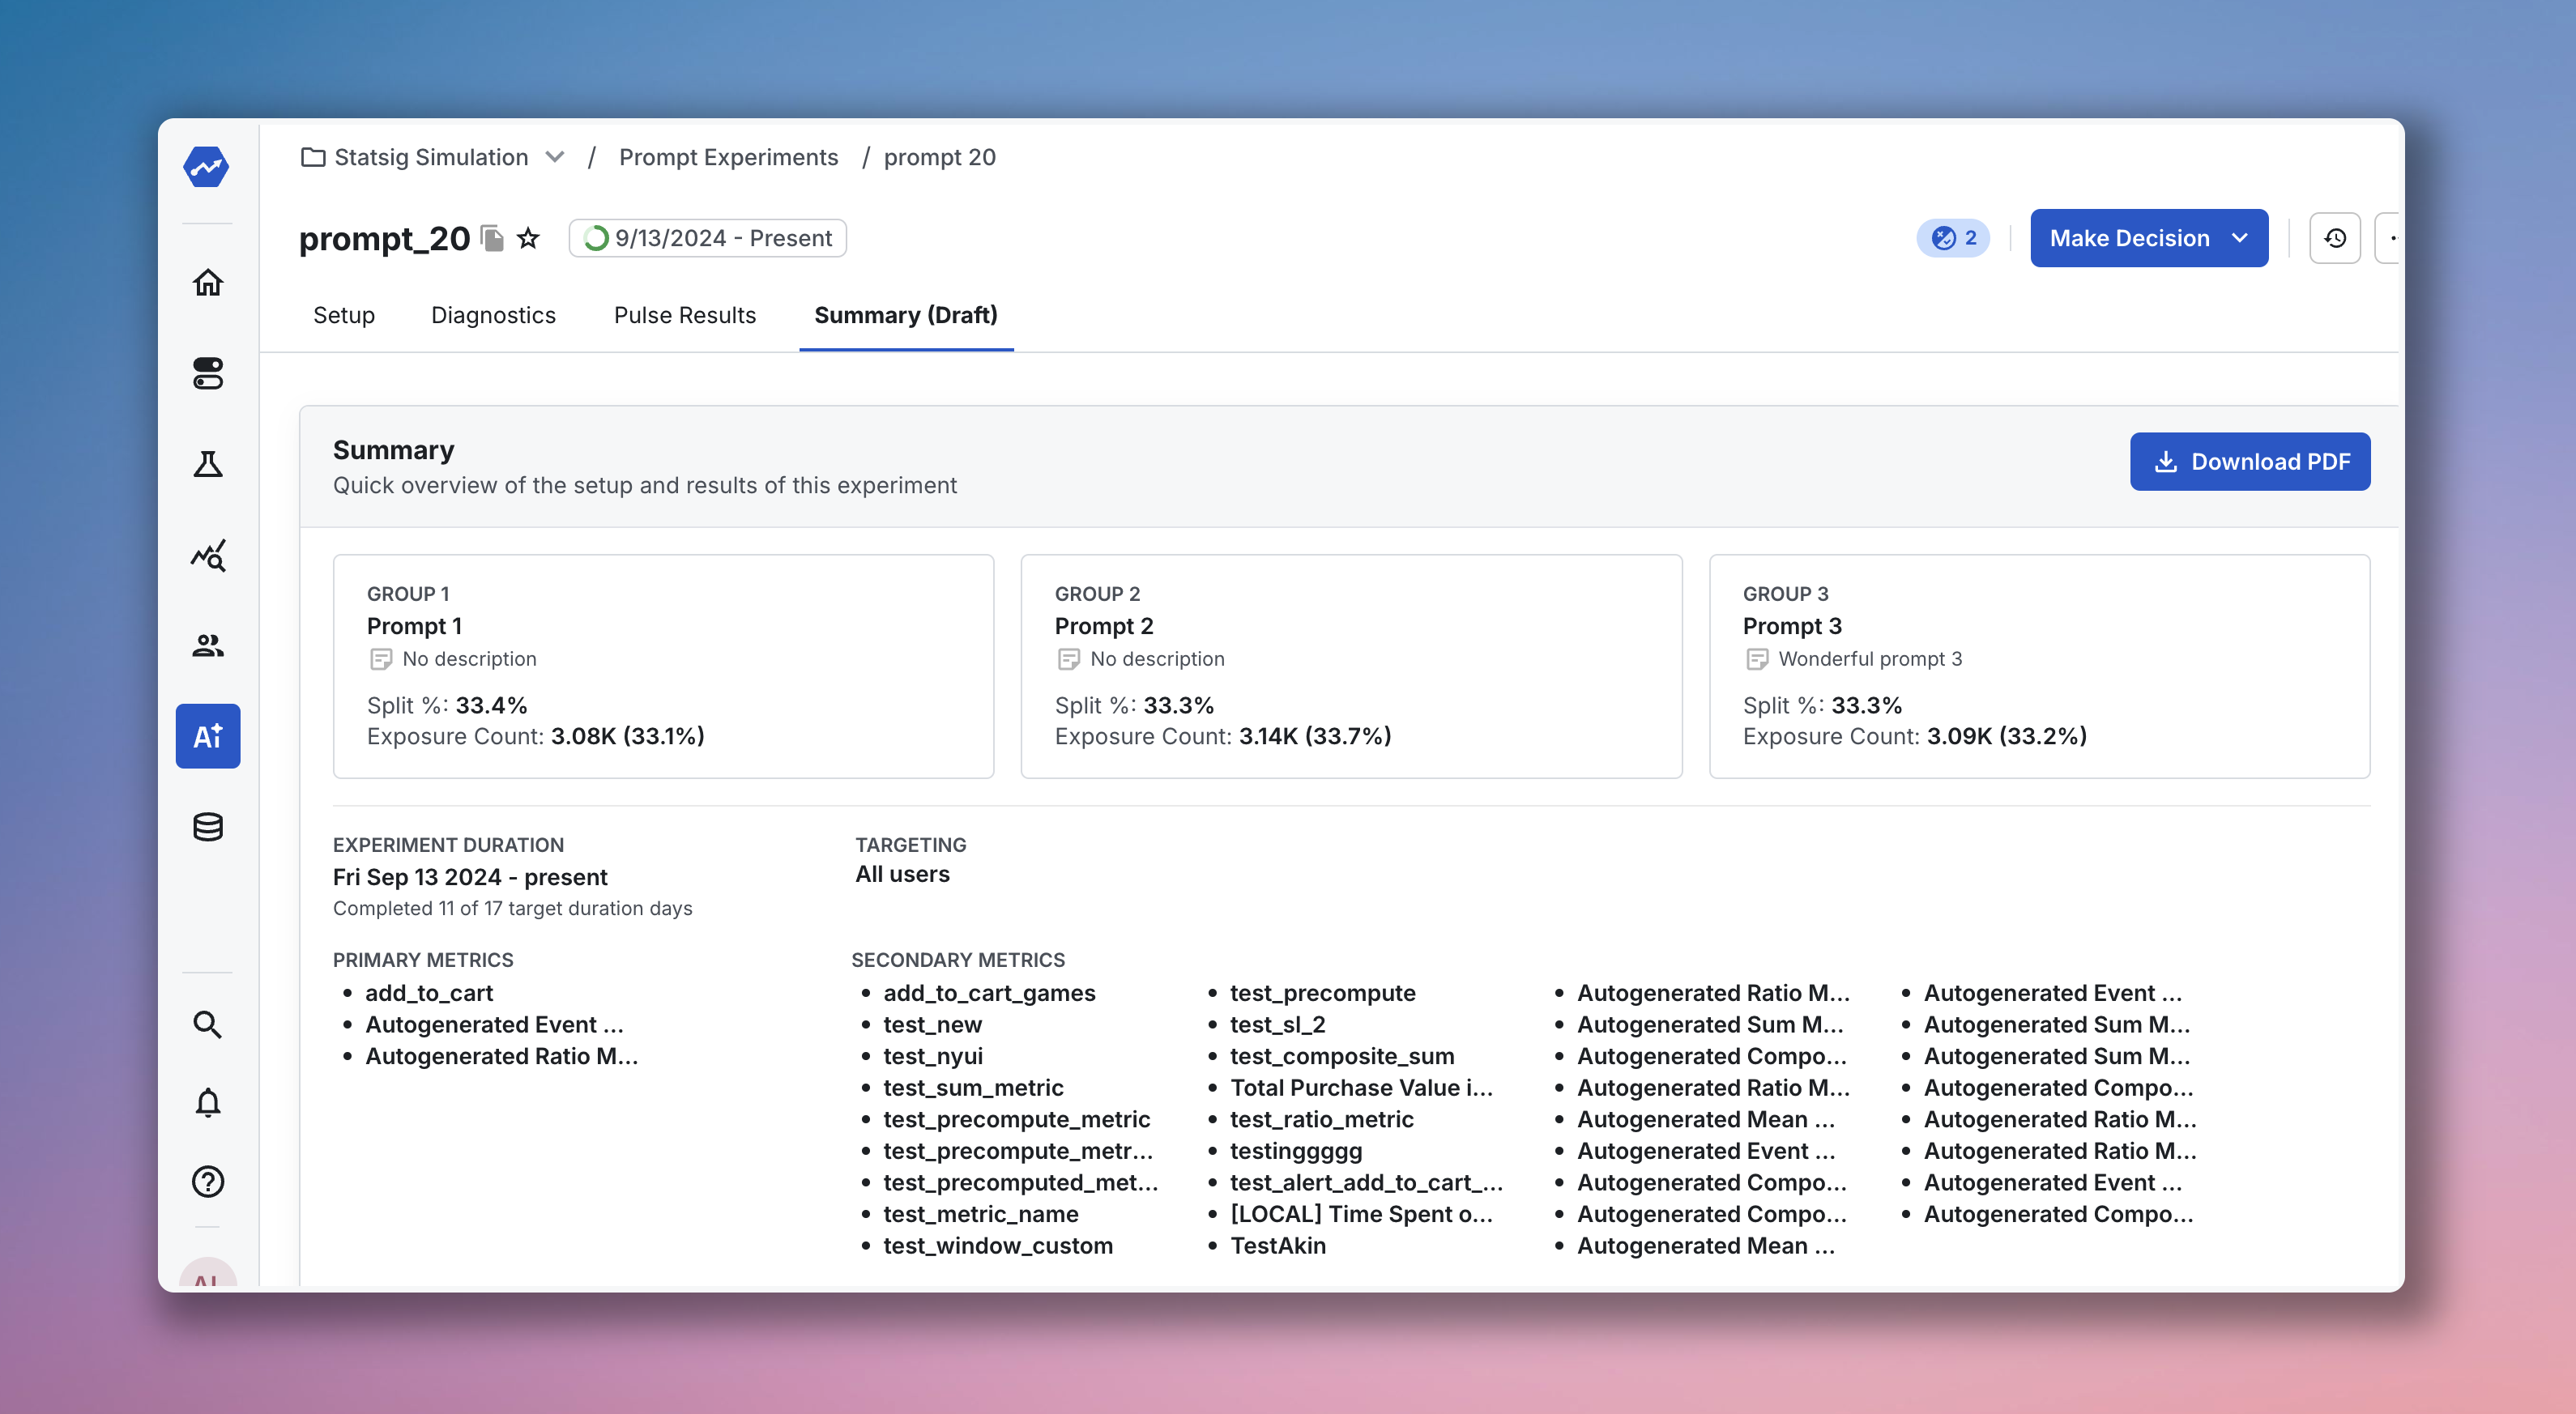 Statsig Simulation / Prompt Experiments / prompt 20
prompt_20 9/13/2024 - Present 2 Make Decision
Setup Diagnostics Pulse Results Summary (Draft)
Summary
Quick overview of the setup and results of this experiment
Download PDF
GROUP 1
Prompt 1
No description
Split %: 33.4%
Exposure Count: 3.08K (33.1%)
GROUP 2
Prompt 2
No description
Split %: 33.3%
Exposure Count: 3.14K (33.7%)
GROUP 3
Prompt 3
Wonderful prompt 3
Split %: 33.3%
Exposure Count: 3.09K (33.2%)
EXPERIMENT DURATION
Fri Sep 13 2024 - present
Completed 11 of 17 target duration days
TARGETING
All users
PRIMARY METRICS
• add_to_cart
• Autogenerated Event ...
• Autogenerated Ratio M...
SECONDARY METRICS
• add_to_cart_games
• test_new
• test_nyui
• test_sum_metric
• test_precompute_metric
• test_precompute_metr...
• test_precomputed_met...
• test_metric_name
• test_window_custom
• test_precompute
• test_sl_2
• test_composite_sum
• Total Purchase Value i...
• test_ratio_metric
• testinggggg
• test_alert_add_to_cart_...
• [LOCAL] Time Spent o...
• TestAkin
• Autogenerated Ratio M...
• Autogenerated Sum M...
• Autogenerated Compo...
• Autogenerated Ratio M...
• Autogenerated Mean ...
• Autogenerated Event ...
• Autogenerated Compo...
• Autogenerated Compo...
• Autogenerated Mean ...
• Autogenerated Event ...
• Autogenerated Sum M...
• Autogenerated Sum M...
• Autogenerated Compo...
• Autogenerated Ratio M...
• Autogenerated Ratio M...
• Autogenerated Event ...
• Autogenerated Compo...
Ai